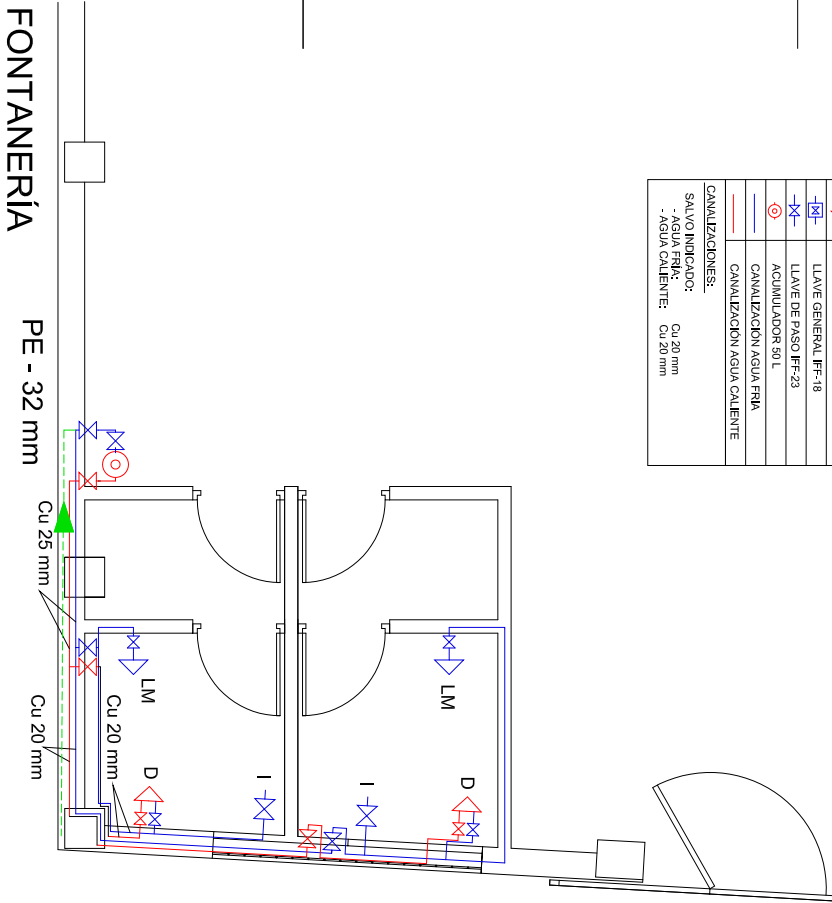 FONTANERÍA
PE - 32 mm
LLAVE GENERAL IFF-18
LLAVE DE PASO IFF-23
ACUMULADOR 50 L
CANALIZACIÓN AGUA FRIA
CANALIZACIÓN AGUA CALIENTE
CANALIZACIONES:
SALVO INDICADO:
- AGUA FRÍA: Cu 20 mm
- AGUA CALIENTE: Cu 20 mm
Cu 25 mm
Cu 20 mm
Cu 20 mm
LM
LM
D
I
I
D